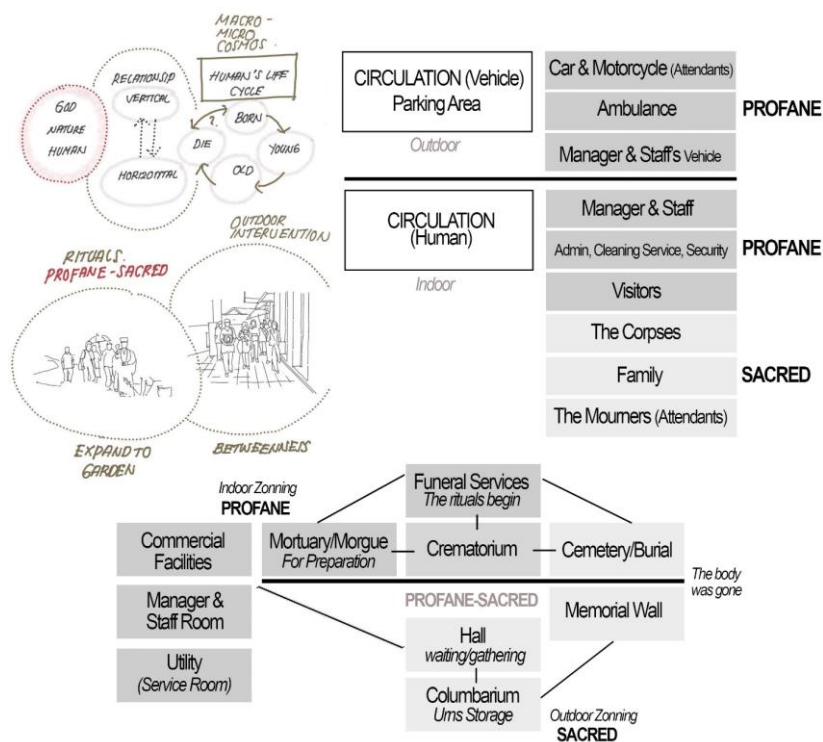 MACRO-
MICRO
COSMOS.
HUMAN'S LIFE
CYCLE
RELATIONSIP
VERTICAL
HORIZONTAL
GOD
NATURE
HUMAN
? ?
BORN
YOUNG
OLD
DIE
RITUALS.
PROFANE-SACRED
OUTDOOR
INTERVENTION
EXPAND TO
GARDEN
BETWEENNESS
CIRCULATION (Vehicle)
Parking Area
Outdoor
Car & Motorcycle (Attendants)
Ambulance
Manager & Staff's Vehicle
PROFANE
CIRCULATION
(Human)
Indoor
Manager & Staff
Admin, Cleaning Service, Security
Visitors
PROFANE
The Corpses
Family
The Mourners (Attendants)
SACRED
Indoor Zonning
PROFANE
Commercial
Facilities
Manager &
Staff Room
Utility
(Service Room)
Mortuary/Morgue
For Preparation
Funeral Services
The rituals begin
Crematorium
Cemetery/Burial
The body
was gone
PROFANE-SACRED
Memorial Wall
Hall
waiting/gathering
Columbarium
Urns Storage
Outdoor Zonning
SACRED